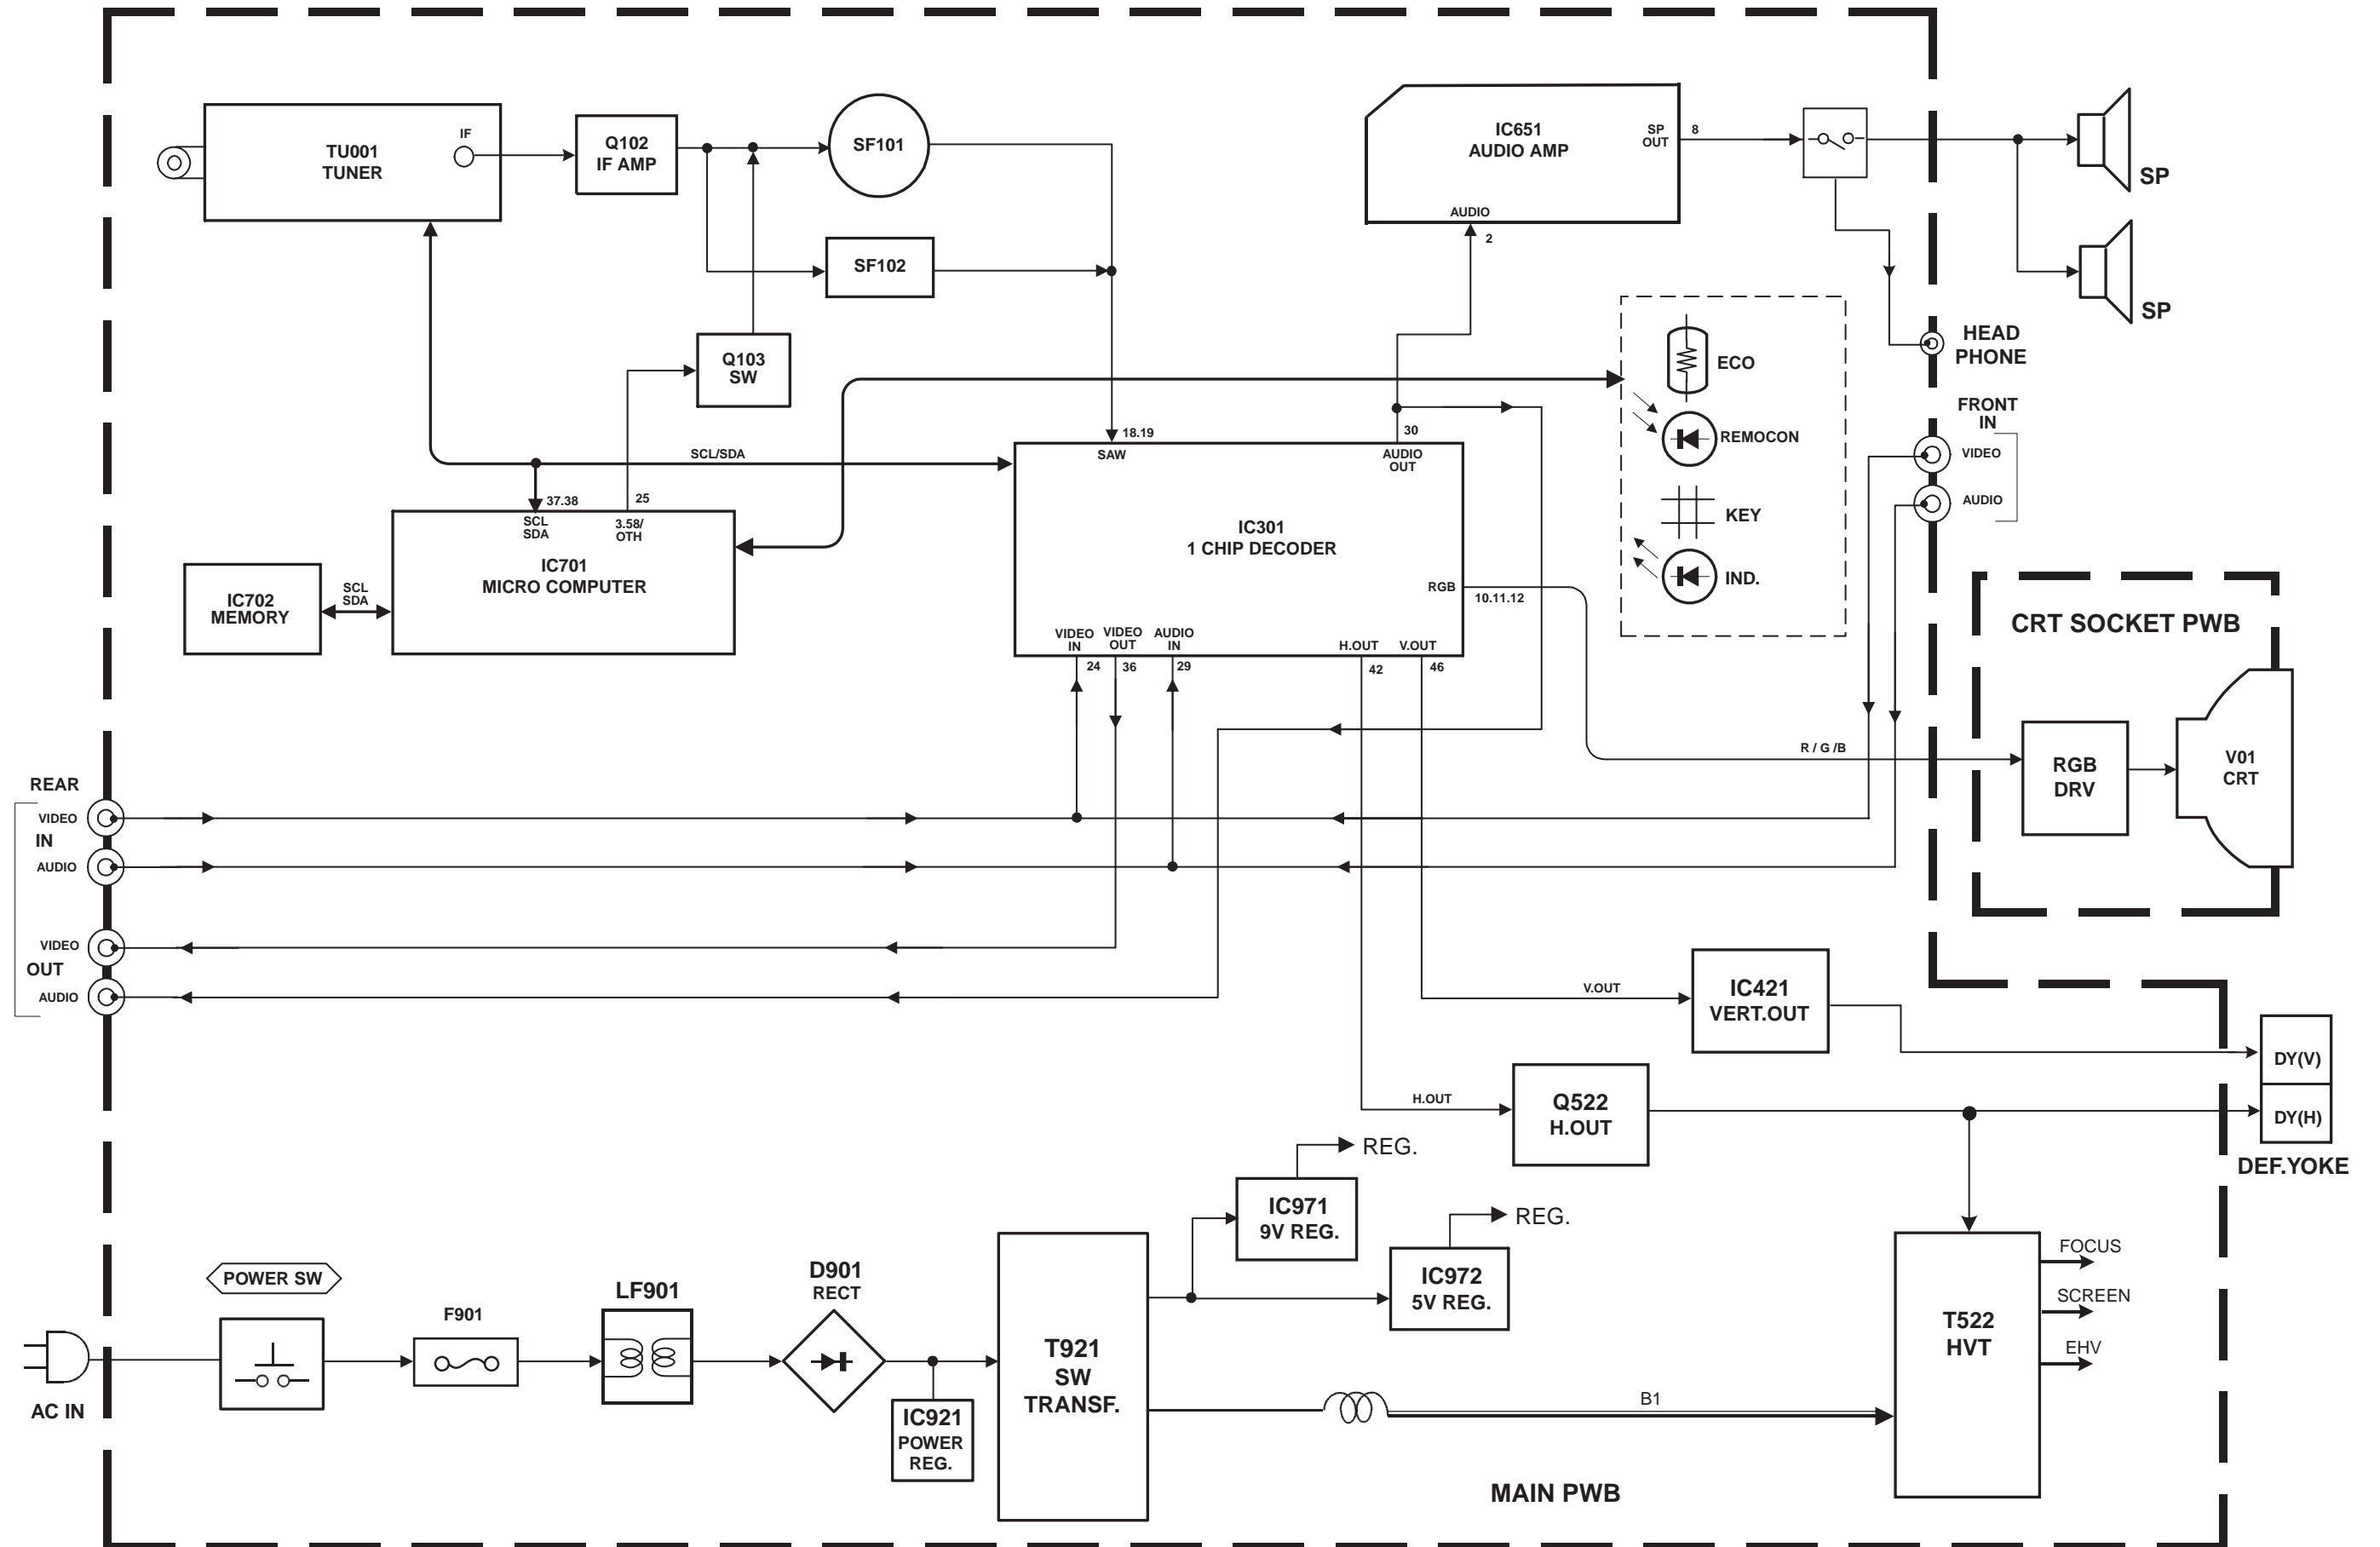 IF
TU001
TUNER
Q102
IF AMP
SF101
SF102
Q103
SW
IC651
AUDIO AMP
SP
OUT
8
AUDIO
2
SP
SP
HEAD
PHONE
FRONT
IN
VIDEO
AUDIO
ECO
REMOCON
KEY
IND.
SCL/SDA
37.38
25
SCL
SDA
3.58/
OTH
IC701
MICRO COMPUTER
IC702
MEMORY
SCL
SDA
18.19
SAW
30
AUDIO
OUT
IC301
1 CHIP DECODER
RGB
10.11.12
VIDEO
IN
VIDEO
OUT
AUDIO
IN
H.OUT
V.OUT
24
36
29
42
46
CRT SOCKET PWB
R / G /B
RGB
DRV
V01
CRT
REAR
VIDEO
IN
AUDIO
VIDEO
OUT
AUDIO
V.OUT
IC421
VERT.OUT
DY(V)
DY(H)
DEF.YOKE
H.OUT
Q522
H.OUT
REG.
IC971
9V REG.
REG.
IC972
5V REG.
POWER SW
F901
LF901
D901
RECT
AC IN
IC921
POWER
REG.
T921
SW
TRANSF.
B1
T522
HVT
FOCUS
SCREEN
EHV
MAIN PWB